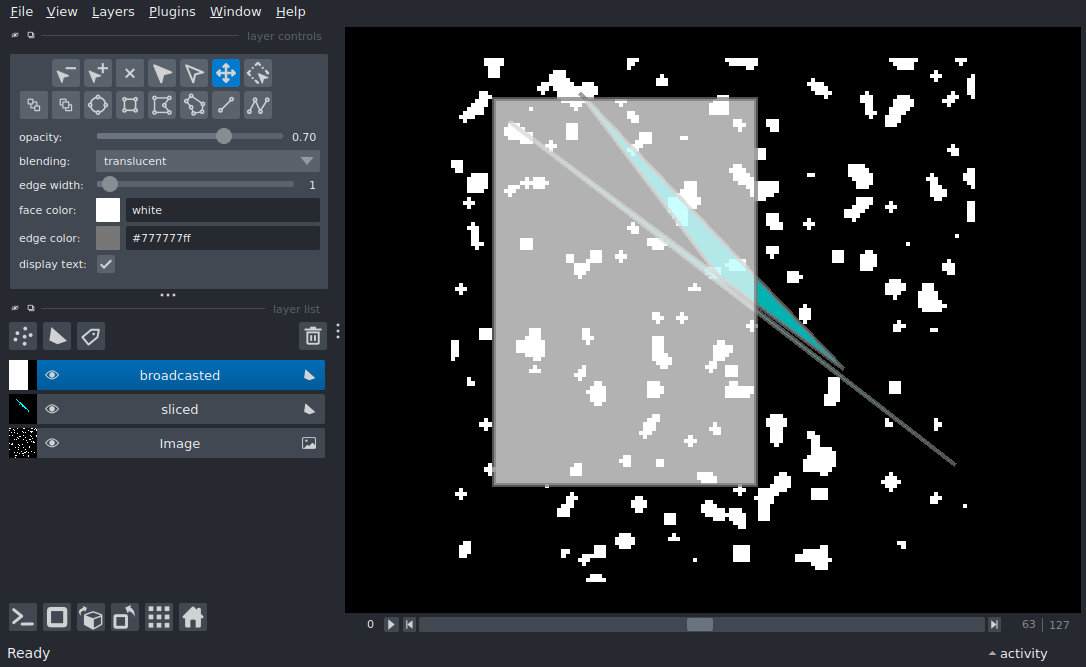 File View Layers Plugins Window Help
layer controls
opacity: 0.70
blending: translucent
edge width: 1
face color: white
edge color: #777777ff
display text:
layer list
broadcasted
sliced
Image
0 63 127
Ready activity